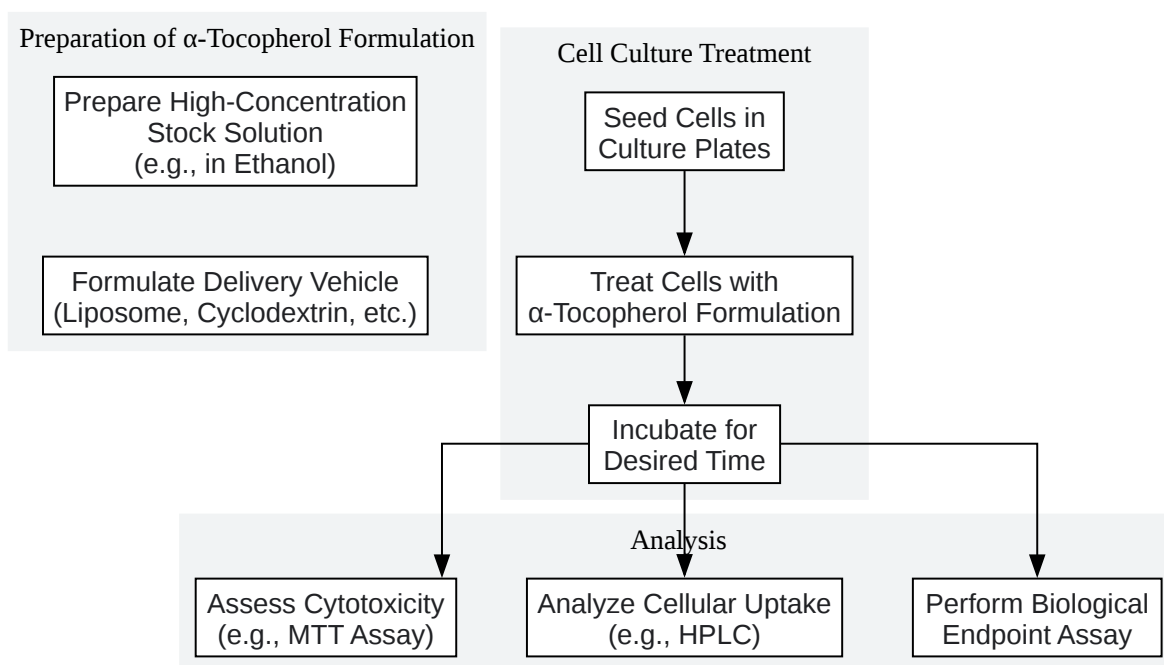 Preparation of α-Tocopherol Formulation
Prepare High-Concentration
Stock Solution
(e.g., in Ethanol)
Formulate Delivery Vehicle
(Liposome, Cyclodextrin, etc.)
Cell Culture Treatment
Seed Cells in
Culture Plates
Treat Cells with
α-Tocopherol Formulation
Incubate for
Desired Time
Analysis
Assess Cytotoxicity
(e.g., MTT Assay)
Analyze Cellular Uptake
(e.g., HPLC)
Perform Biological
Endpoint Assay